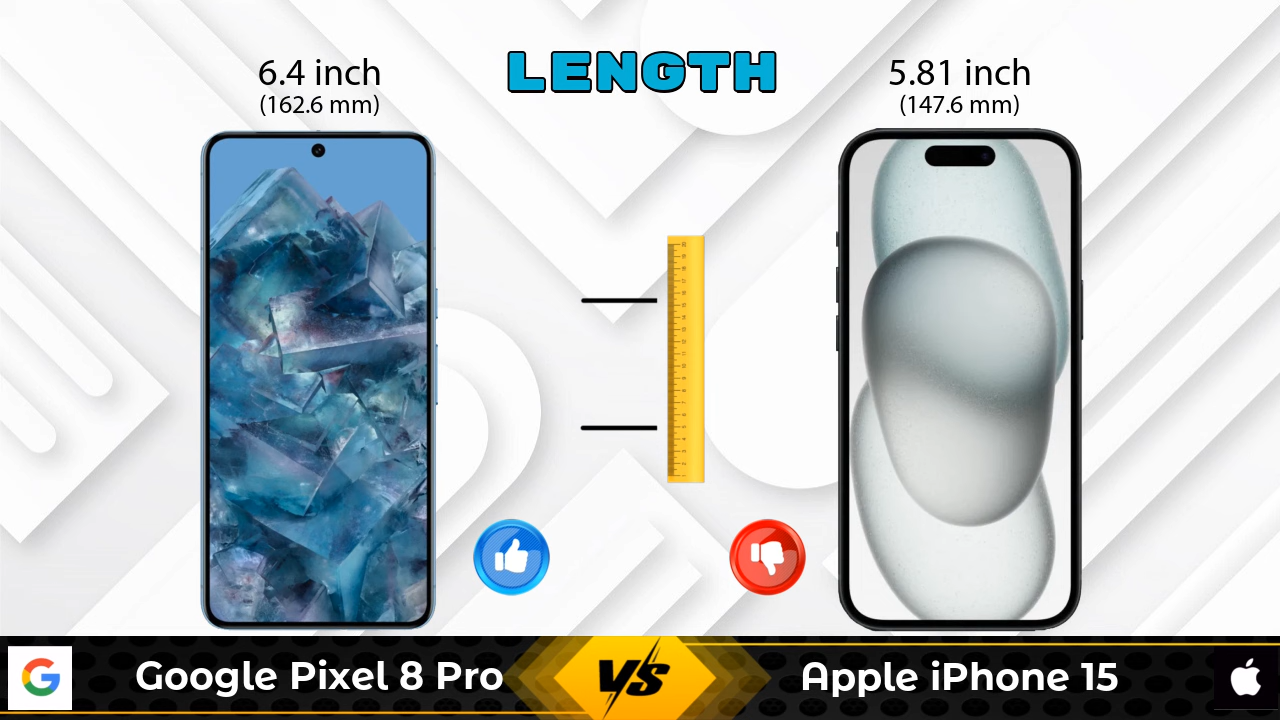 LENGTH
6.4 inch
(162.6 mm)
5.81 inch
(147.6 mm)
Google Pixel 8 Pro
VS
Apple iPhone 15